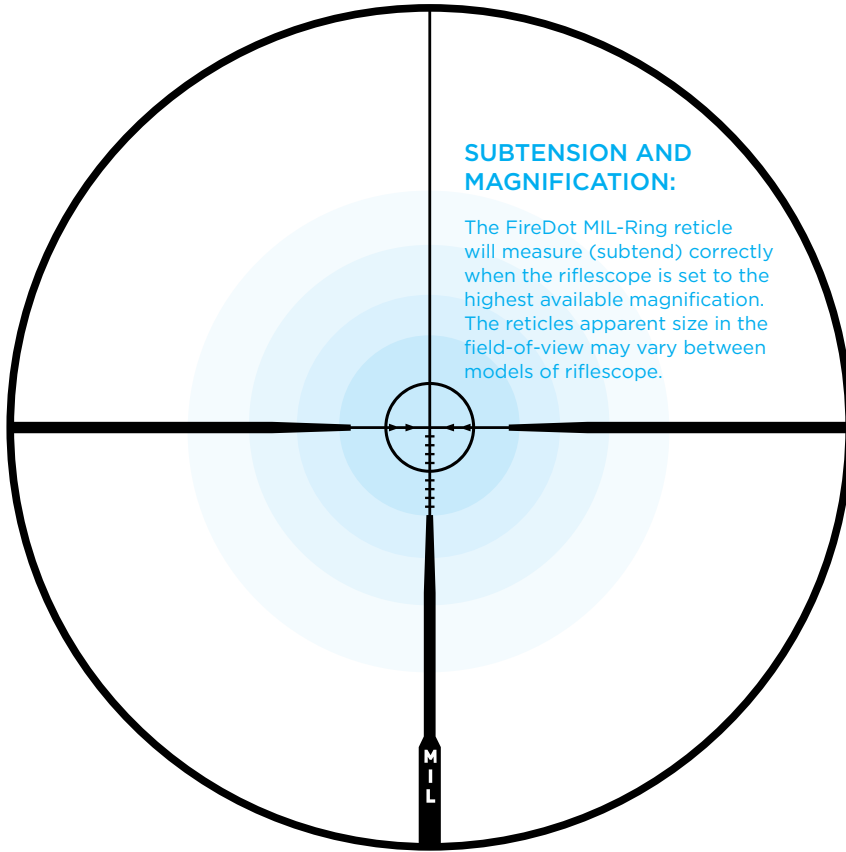 SUBTENSION AND
MAGNIFICATION:
The FireDot MIL-Ring reticle
will measure (subtend) correctly
when the riflescope is set to the
highest available magnification.
The reticles apparent size in the
field-of-view may vary between
models of riflescope.
M
I
L